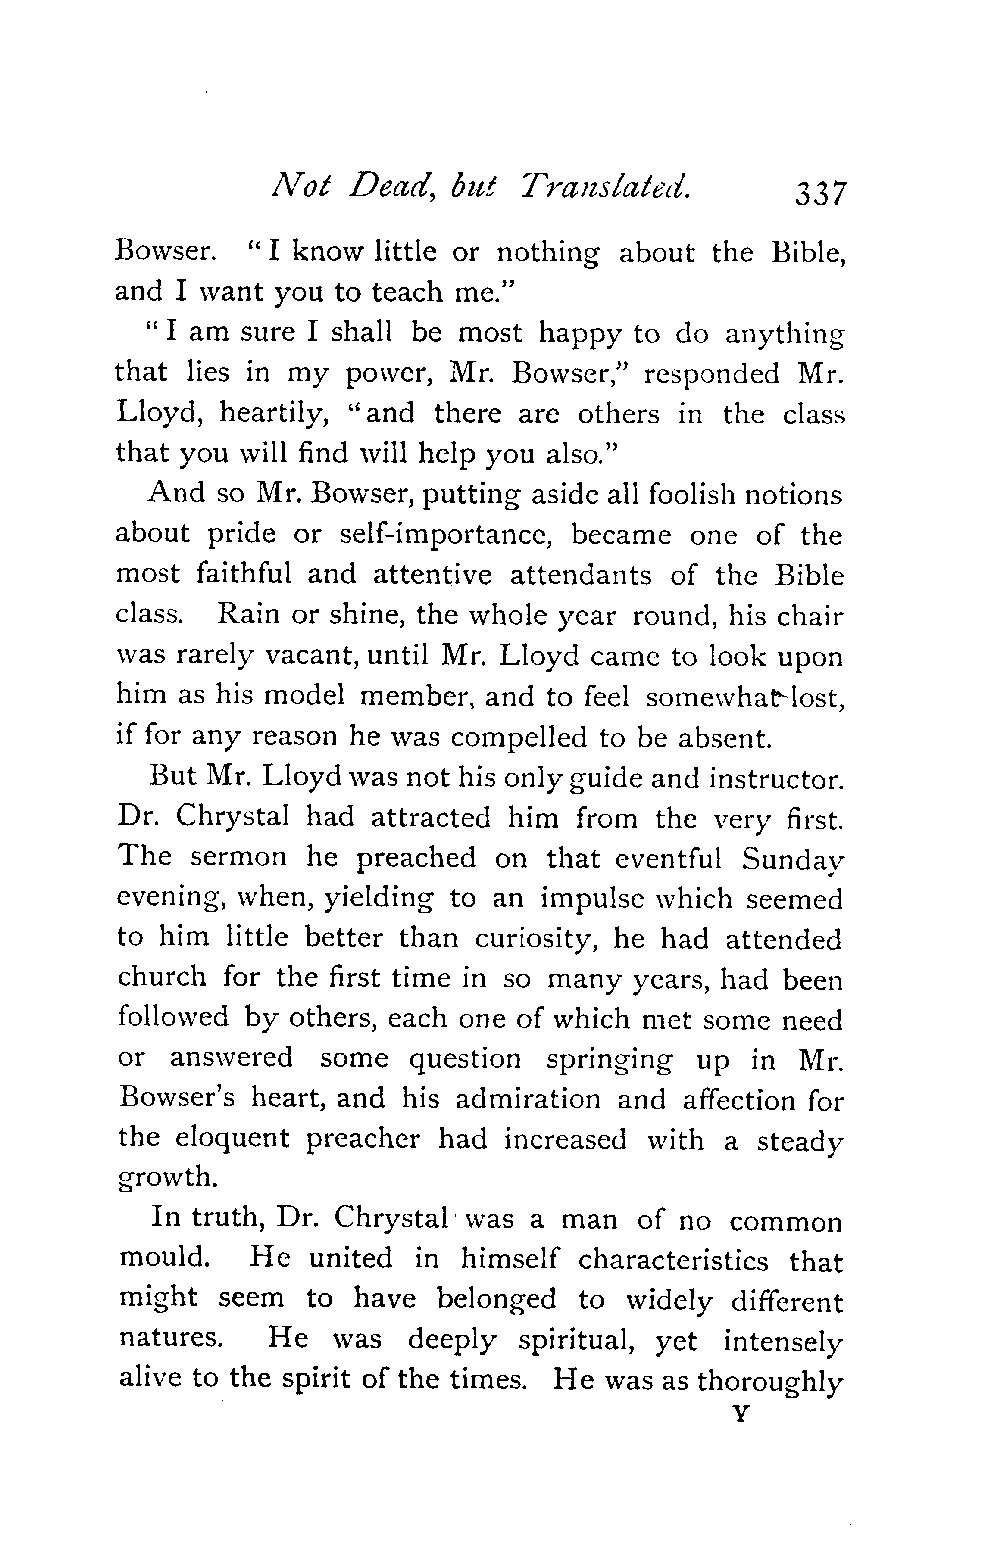 Not Dead, but Translated. 337
Bowser. "I know little or nothing about the Bible,
and I want you to teach me."
"I am sure I shall be most happy to do anything
that lies in my power, Mr. Bowser," responded Mr.
Lloyd, heartily, "and there are others in the class
that you will find will help you also."
And so Mr. Bowser, putting aside all foolish notions
about pride or self-importance, became one of the
most faithful and attentive attendants of the Bible
class. Rain or shine, the whole year round, his chair
was rarely vacant, until Mr. Lloyd came to look upon
him as his model member, and to feel somewhat lost,
if for any reason he was compelled to be absent.
But Mr. Lloyd was not his only guide and instructor.
Dr. Chrystal had attracted him from the very first.
The sermon he preached on that eventful Sunday
evening, when, yielding to an impulse which seemed
to him little better than curiosity, he had attended
church for the first time in so many years, had been
followed by others, each one of which met some need
or answered some question springing up in Mr.
Bowser's heart, and his admiration and affection for
the eloquent preacher had increased with a steady
growth.
In truth, Dr. Chrystal was a man of no common
mould. He united in himself characteristics that
might seem to have belonged to widely different
natures. He was deeply spiritual, yet intensely
alive to the spirit of the times. He was as thoroughly
Y